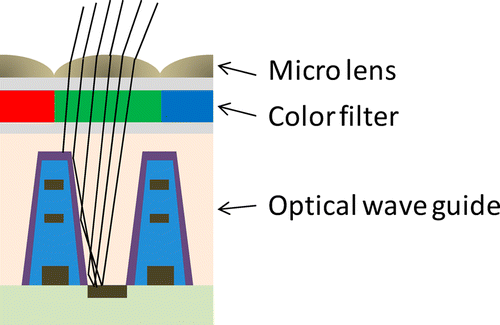 Micro lens
Color filter
Optical wave guide